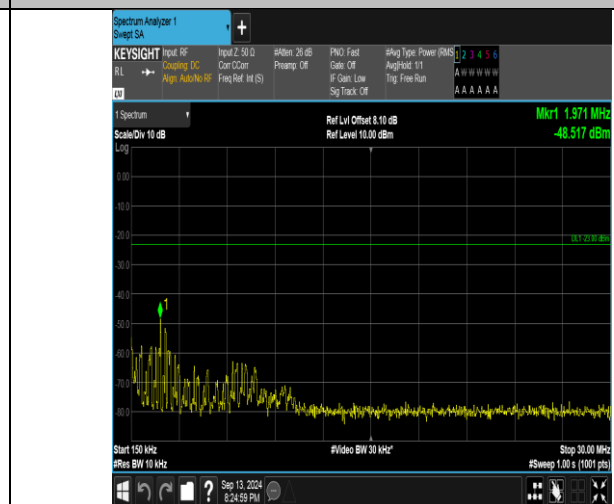 Spectrum Analyzer 1
Swept SA
+
KEYSIGHT
RL
LXI
Input: RF
Coupling: DC
Align: Auto/No RF
Input Z: 50 Ω
Corr CCorr
Freq Ref: Int (S)
#Atten: 26 dB
Preamp: Off
PNO: Fast
Gate: Off
IF Gain: Low
Sig Track: Off
#Avg Type: Power (RMS
Avg|Hold: 1/1
Trig: Free Run
1 2 3 4 5 6
A W W W W W
A A A A A A
1 Spectrum
Scale/Div 10 dB
Log
Ref Lvl Offset 8.10 dB
Ref Level 10.00 dBm
Mkr1 1.971 MHz
-48.517 dBm
0.00
-10.0
-20.0
DL1 -23.00 dBm
-30.0
-40.0
1
-50.0
-60.0
-70.0
-80.0
Start 150 kHz
#Res BW 10 kHz
#Video BW 30 kHz*
Stop 30.00 MHz
#Sweep 1.00 s (1001 pts)
?
Sep 13, 2024
8:24:59 PM